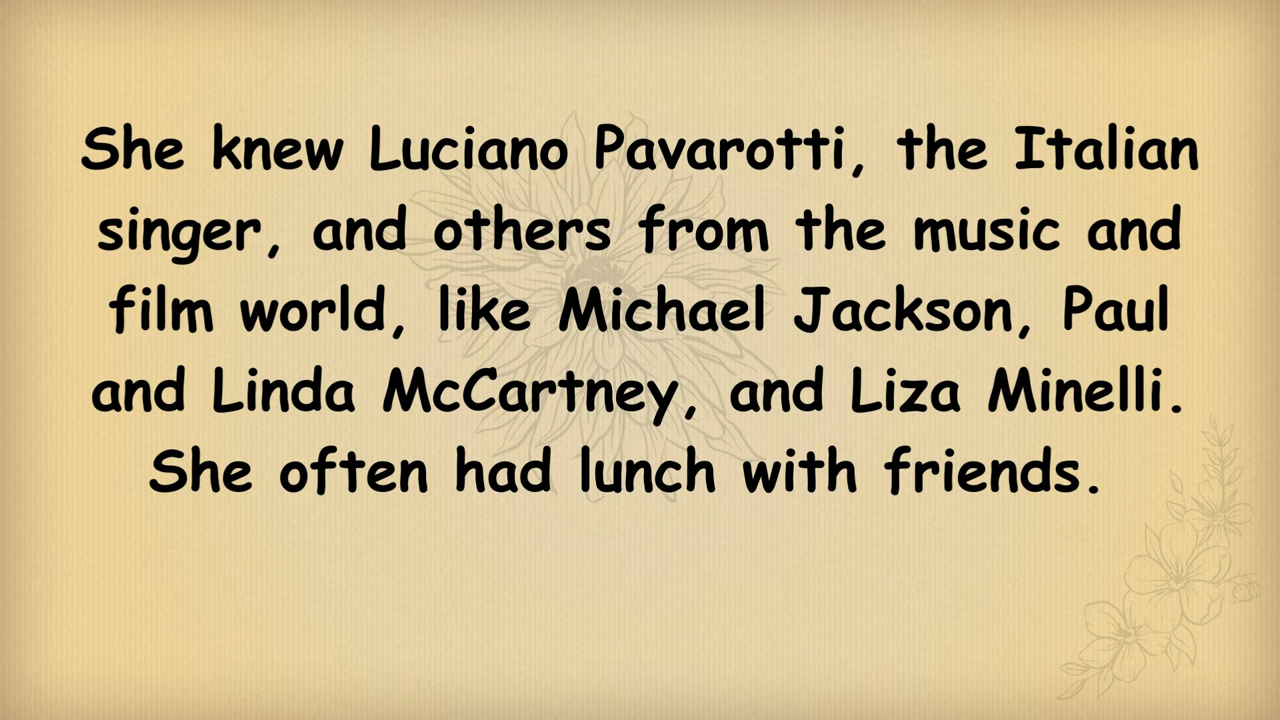 She knew Luciano Pavarotti, the Italian
singer, and others from the music and
film world, like Michael Jackson, Paul
and Linda McCartney, and Liza Minelli.
She often had lunch with friends.